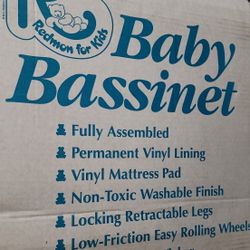 Redmon for Kids
Baby
Bassinet
Fully Assembled
Permanent Vinyl Lining
Vinyl Mattress Pad
Non-Toxic Washable Finish
Locking Retractable Legs
Low-Friction Easy Rolling Wheels